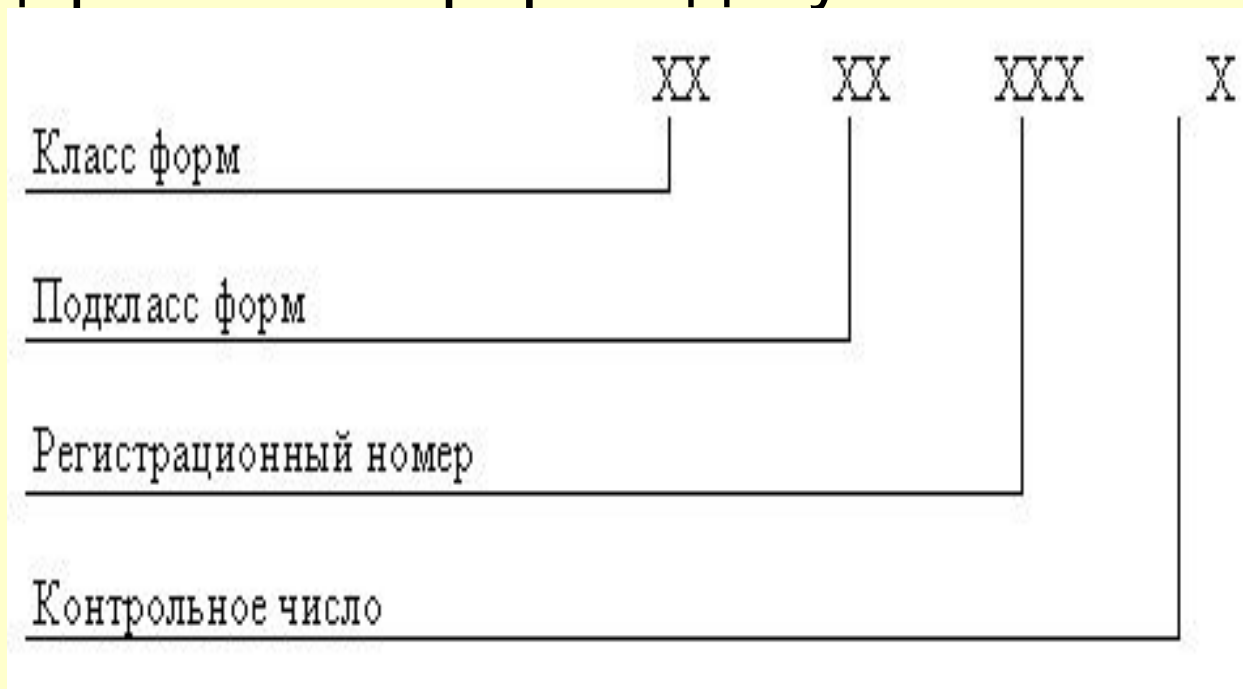 XX XX XXX X
Класс форм
Подкласс форм
Регистрационный номер
Контрольное число